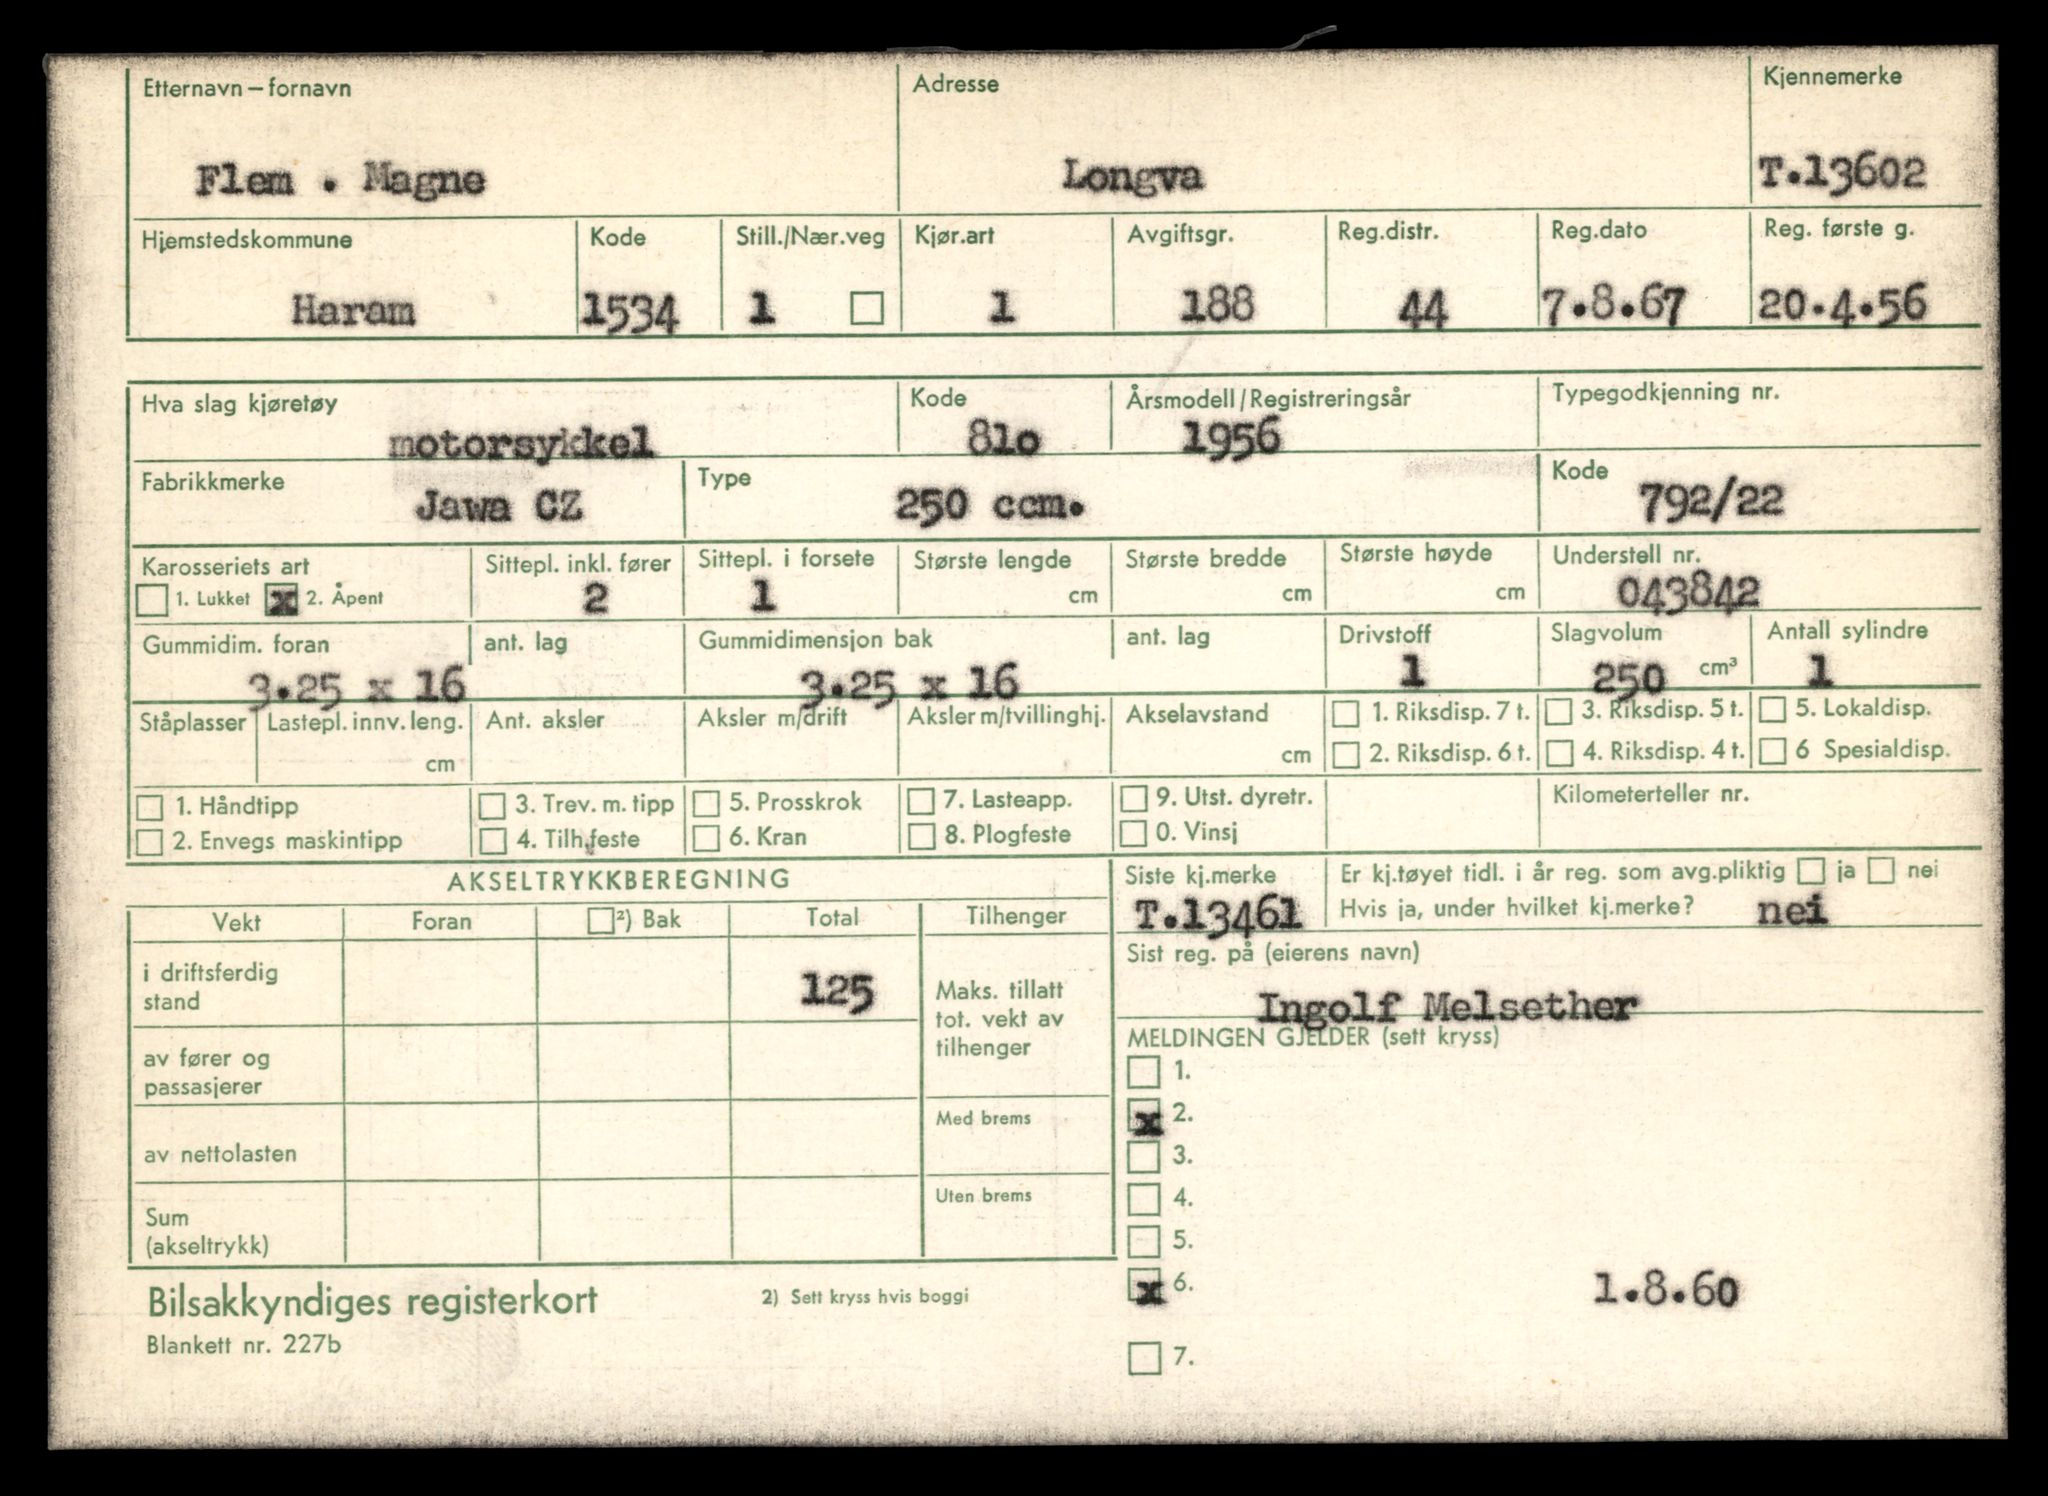 Etternavn – fornavn Adresse Kjennemerke
Flem . Magne Longva T.13602
Hjemstedskommune Kode Still./Nær.veg Kjør.art Avgiftsgr. Reg.distr. Reg.dato Reg. første g.
Haram 1534 1 1 188 44 7.8.67 20.4.56
Hva slag kjøretøy Kode Årsmodell/Registreringsår Typegodkjenning nr.
motorsykkel 81o 1956
Fabrikkmerke Type Kode
Jawa CZ 250 ccm. 792/22
Karosseriets art Sittepl. inkl. fører Sittepl. i forsete Største lengde Største bredde Største høyde Understell nr.
1. Lukket x 2. Åpent 2 1 cm cm cm 043842
Gummidim. foran ant. lag Gummidimensjon bak ant. lag Drivstoff Slagvolum Antall sylindre
3.25 x 16 3.25 x 16 1 250 cm³ 1
Ståplasser Lastepl. innv. leng. Ant. aksler Aksler m/drift Aksler m/tvillinghj. Akselavstand 1. Riksdisp. 7 t. 3. Riksdisp. 5 t. 5. Lokaldisp.
cm cm 2. Riksdisp. 6 t. 4. Riksdisp. 4 t. 6 Spesialdisp.
1. Håndtipp 3. Trev. m. tipp 5. Prosskrok 7. Lasteapp. 9. Utst. dyretr. Kilometerteller nr.
2. Envegs maskintipp 4. Tilh.feste 6. Kran 8. Plogfeste 0. Vinsj
AKSELTRYKKBEREGNING Siste kj.merke Er kj.tøyet tidl. i år reg. som avg.pliktig ja nei
T.13461 Hvis ja, under hvilket kj.merke? nei
Vekt Foran 2) Bak Total Tilhenger
Sist reg. på (eierens navn)
i driftsferdig
stand 125
Maks. tillatt
tot. vekt av
tilhenger
Ingolf Melsether
MELDINGEN GJELDER (sett kryss)
av fører og
passasjerer
1.
Med brems x 2.
av nettolasten 3.
Uten brems 4.
Sum
(akseltrykk) 5.
x 6. 1.8.60
Bilsakkyndiges registerkort 2) Sett kryss hvis boggi
Blankett nr. 227b 7.